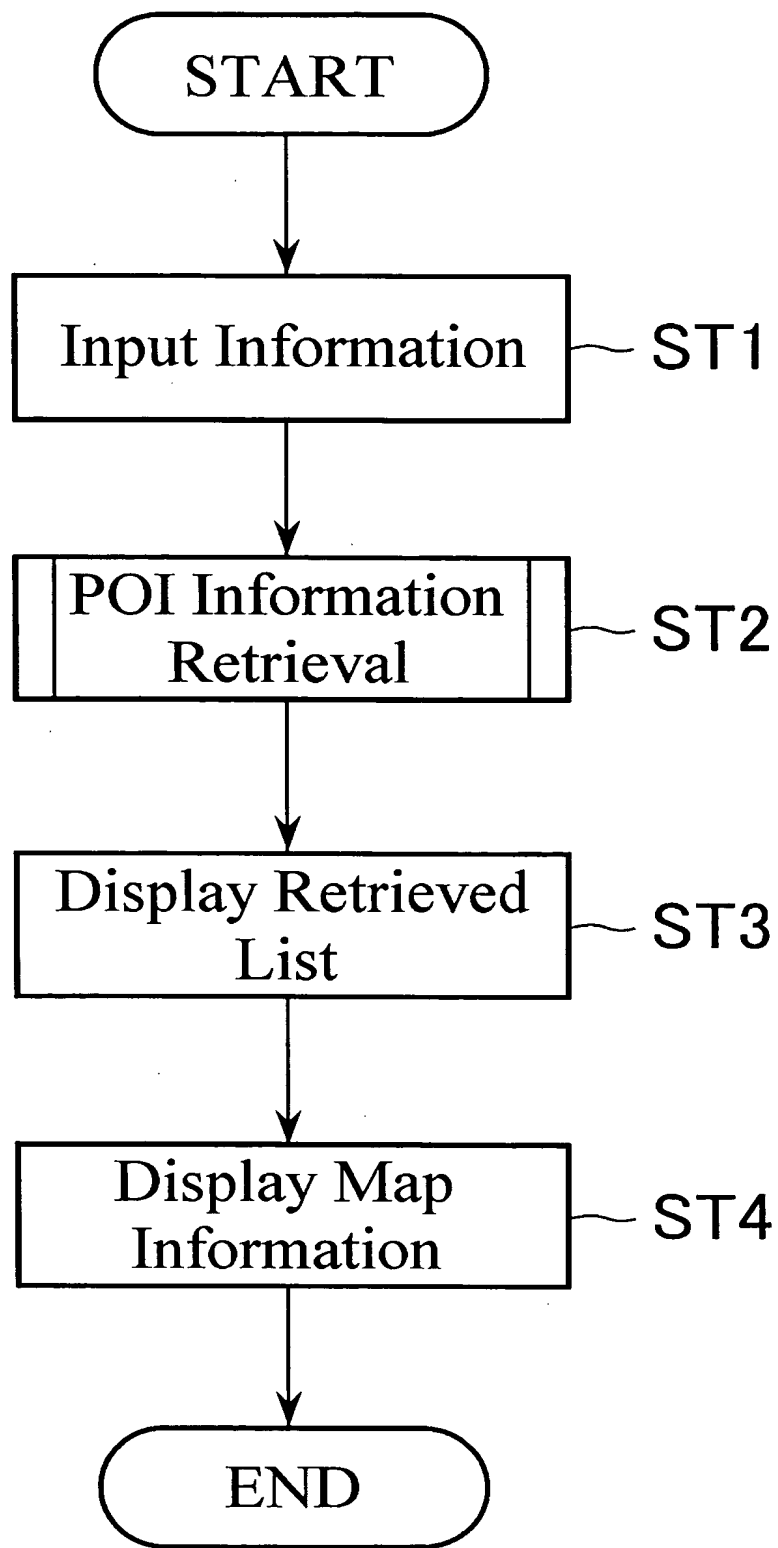 START
Input Information
ST1
POI Information
Retrieval
ST2
Display Retrieved
List
ST3
Display Map
Information
ST4
END